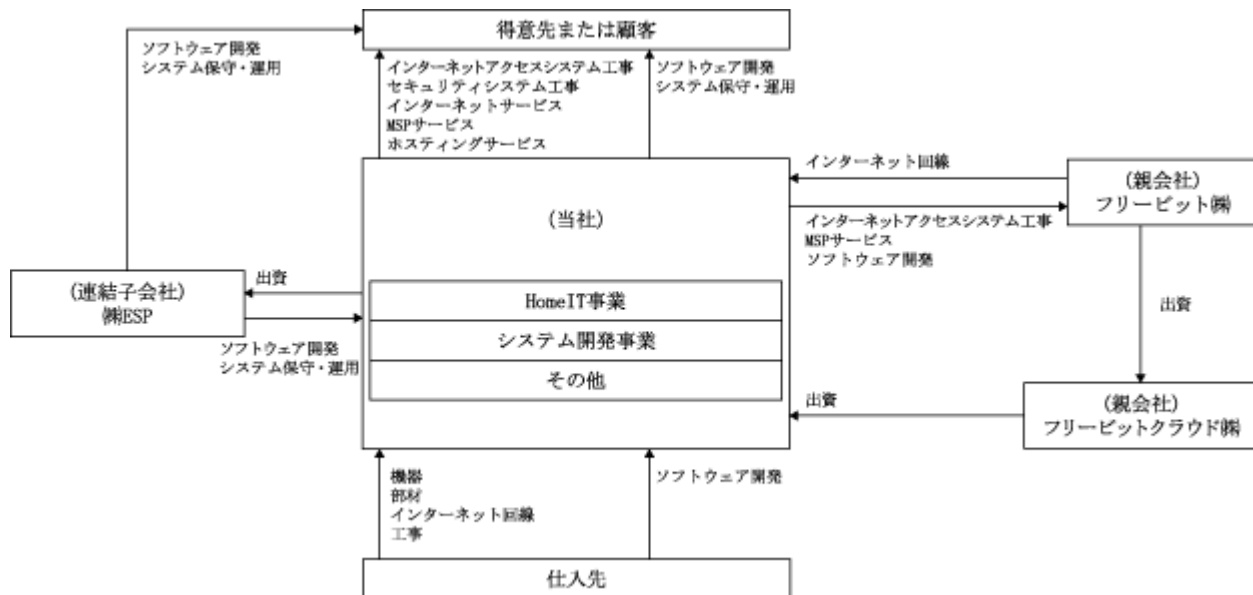 得意先または顧客
ソフトウェア開発
システム保守・運用
インターネットアクセスシステム工事
セキュリティシステム工事
インターネットサービス
MSPサービス
ホスティングサービス
ソフトウェア開発
システム保守・運用
(当社)
HomeIT事業
システム開発事業
その他
インターネット回線
(親会社)
フリービット㈱
インターネットアクセスシステム工事
MSPサービス
ソフトウェア開発
(連結子会社)
㈱ESP
出資
ソフトウェア開発
システム保守・運用
出資
出資
(親会社)
フリービットクラウド㈱
機器
部材
インターネット回線
工事
ソフトウェア開発
仕入先